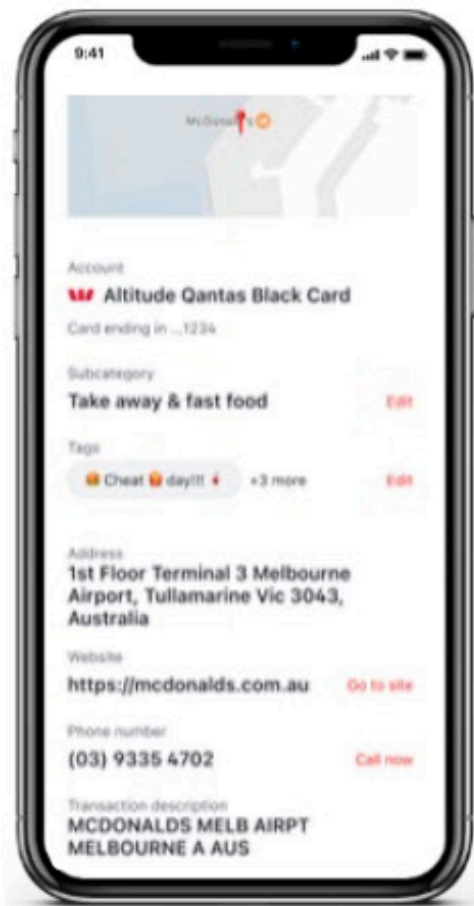 9:41
McDonald's
Account
Altitude Qantas Black Card
Card ending in ...1234
Subcategory
Take away & fast food Edit
Tags
Cheat day!!! +3 more Edit
Address
1st Floor Terminal 3 Melbourne
Airport, Tullamarine Vic 3043,
Australia
Website
https://mcdonalds.com.au Go to site
Phone number
(03) 9335 4702 Call now
Transaction description
MCDONALDS MELB AIRPT
MELBOURNE A AUS